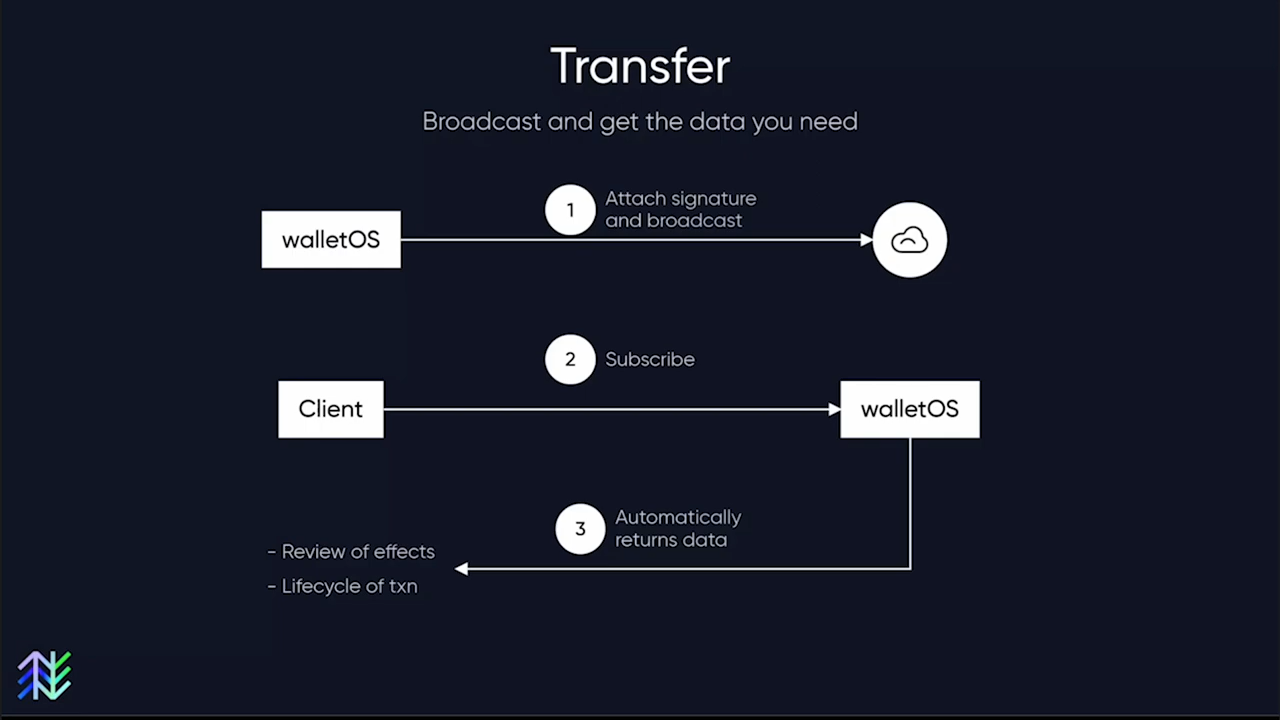 Transfer
Broadcast and get the data you need
1
Attach signature
and broadcast
walletOS
2
Subscribe
Client
walletOS
3
Automatically
returns data
- Review of effects
- Lifecycle of txn